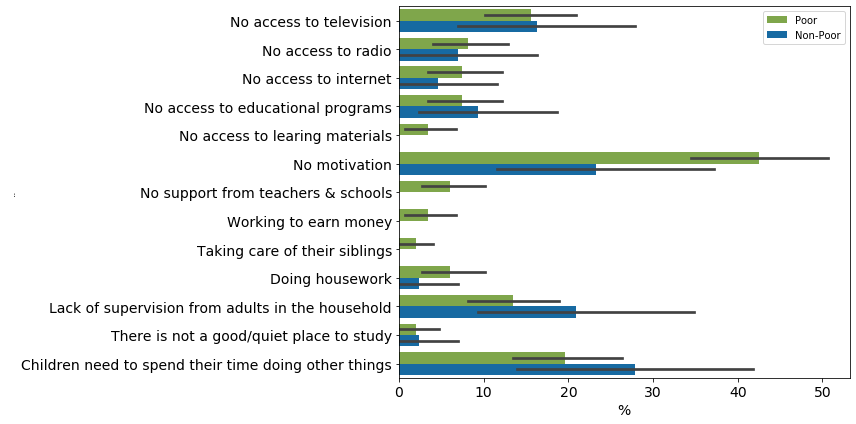 No access to television
No access to radio
No access to internet
No access to educational programs
No access to learing materials
No motivation
No support from teachers & schools
Working to earn money
Taking care of their siblings
Doing housework
Lack of supervision from adults in the household
There is not a good/quiet place to study
Children need to spend their time doing other things
Poor
Non-Poor
0 10 20 30 40 50
%